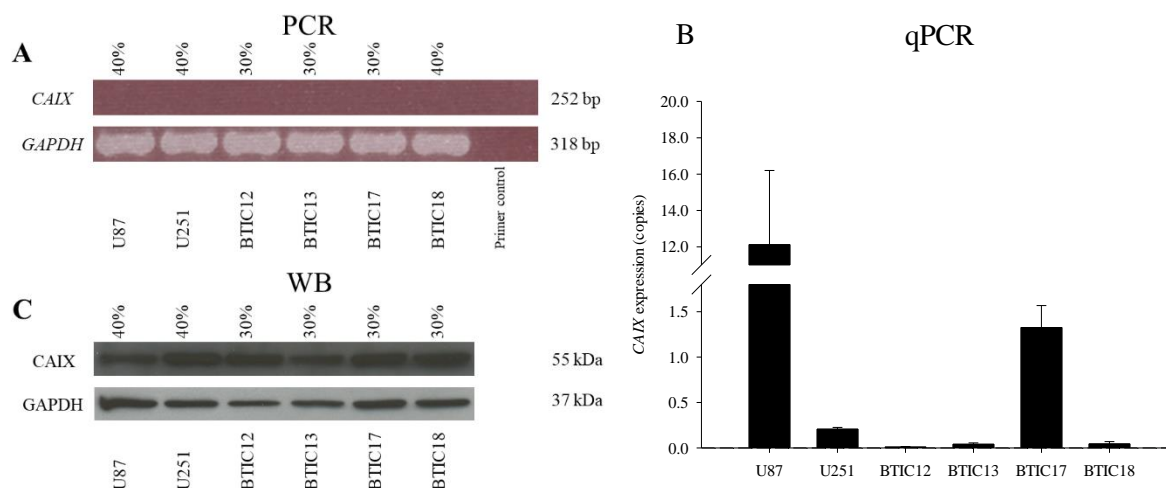 PCR
A
40% 40% 30% 30% 30% 40%
CAIX 252 bp
GAPDH 318 bp
U87 U251 BTIC12 BTIC13 BTIC17 BTIC18 Primer control
WB
C
40% 40% 30% 30% 30% 30%
CAIX 55 kDa
GAPDH 37 kDa
U87 U251 BTIC12 BTIC13 BTIC17 BTIC18
B
qPCR
CAIX expression (copies)
20.0
18.0
16.0
14.0
12.0
1.5
1.0
0.5
0.0
U87 U251 BTIC12 BTIC13 BTIC17 BTIC18